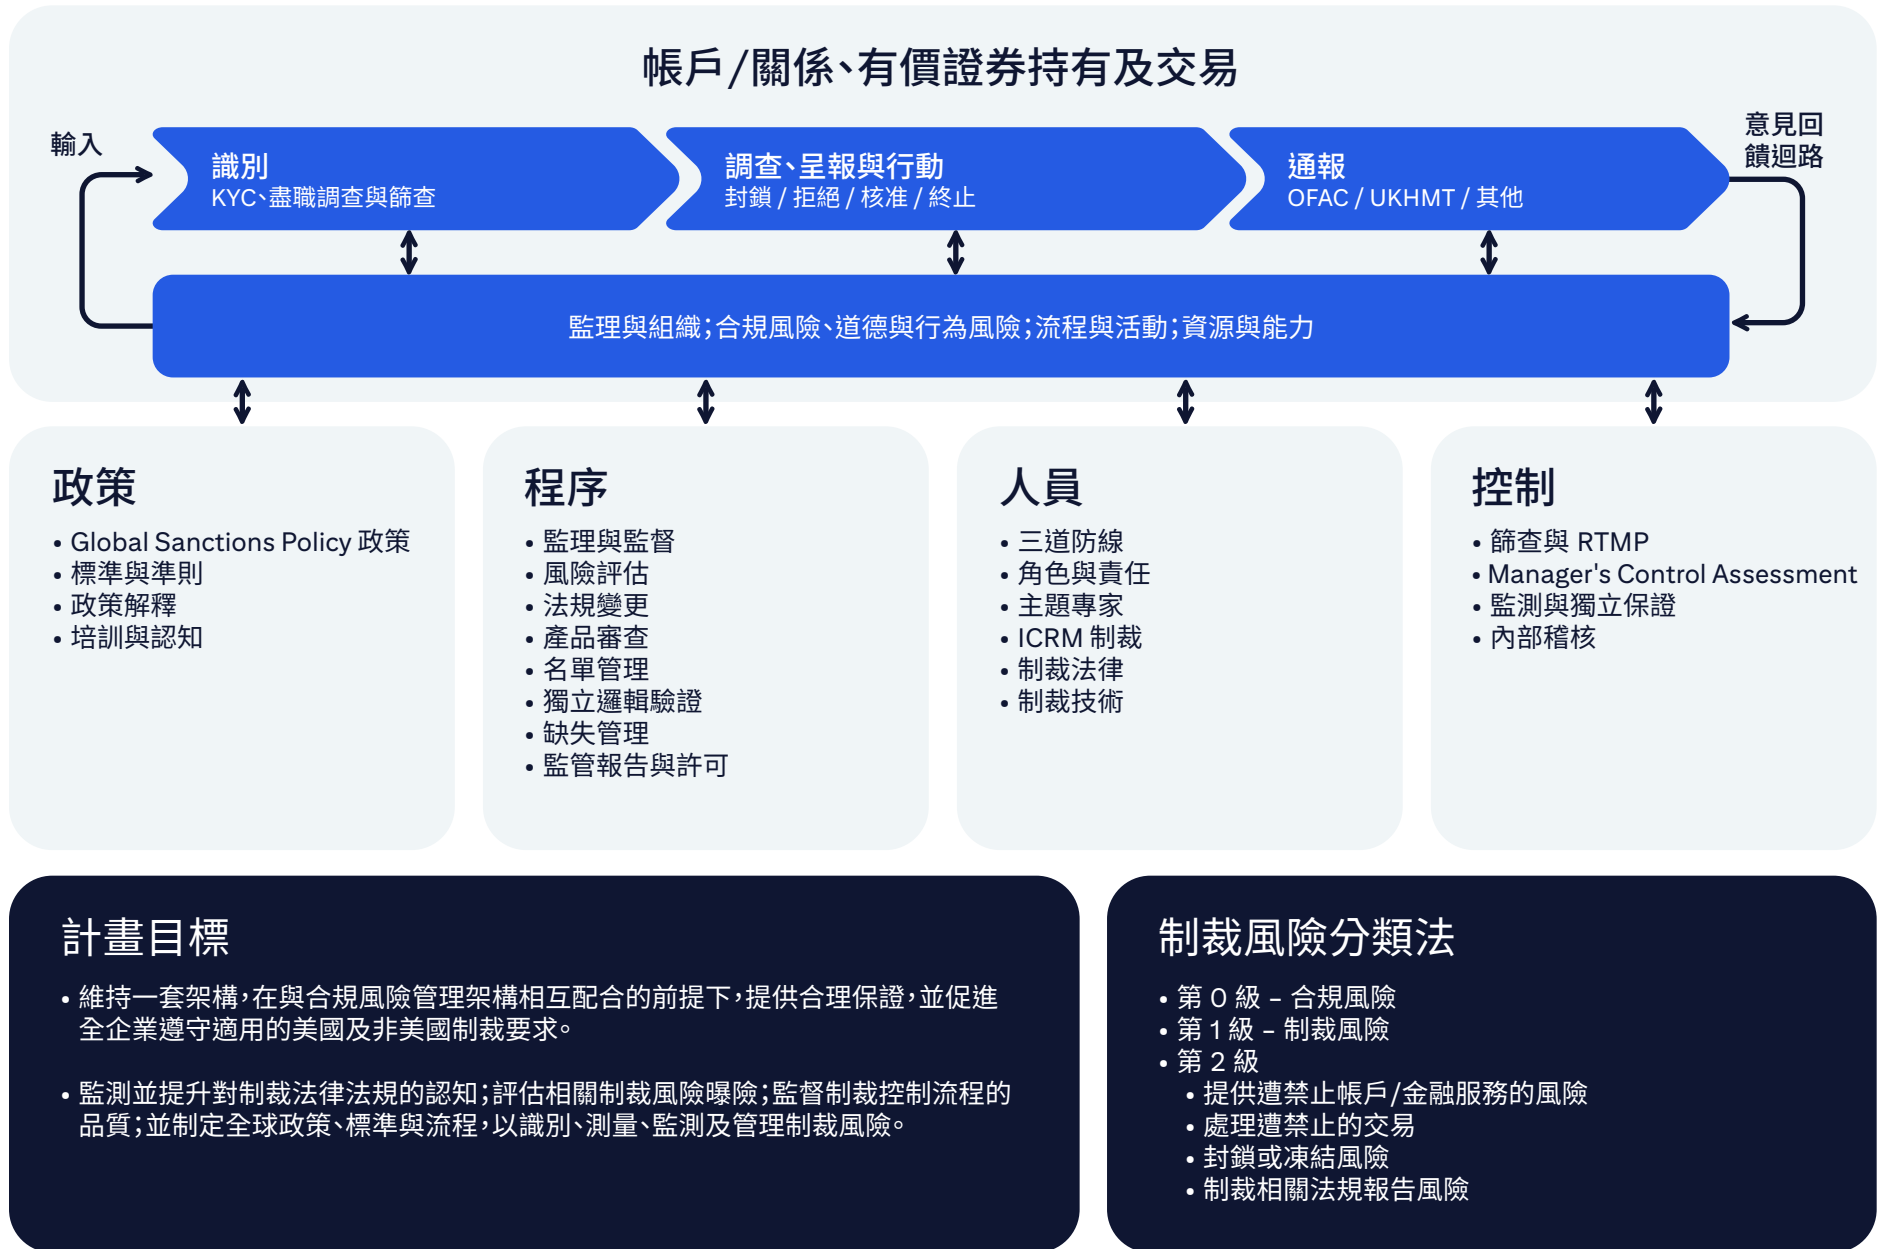 帳戶/關係、有價證券持有及交易
輸入
意見回
饋迴路
識別
KYC、盡職調查與篩查
調查、呈報與行動
封鎖 / 拒絕 / 核准 / 終止
通報
OFAC / UKHMT / 其他
監理與組織；合規風險、道德與行為風險；流程與活動；資源與能力
政策
• Global Sanctions Policy 政策
• 標準與準則
• 政策解釋
• 培訓與認知
程序
• 監理與監督
• 風險評估
• 法規變更
• 產品審查
• 名單管理
• 獨立邏輯驗證
• 缺失管理
• 監管報告與許可
人員
• 三道防線
• 角色與責任
• 主題專家
• ICRM 制裁
• 制裁法律
• 制裁技術
控制
• 篩查與 RTMP
• Manager's Control Assessment
• 監測與獨立保證
• 內部稽核
計畫目標
• 維持一套架構，在與合規風險管理架構相互配合的前提下，提供合理保證，並促進
全企業遵守適用的美國及非美國制裁要求。
• 監測並提升對制裁法律法規的認知；評估相關制裁風險曝險；監督制裁控制流程的
品質；並制定全球政策、標準與流程，以識別、測量、監測及管理制裁風險。
制裁風險分類法
• 第 0 級 – 合規風險
• 第 1 級 – 制裁風險
• 第 2 級
• 提供遭禁止帳戶/金融服務的風險
• 處理遭禁止的交易
• 封鎖或凍結風險
• 制裁相關法規報告風險